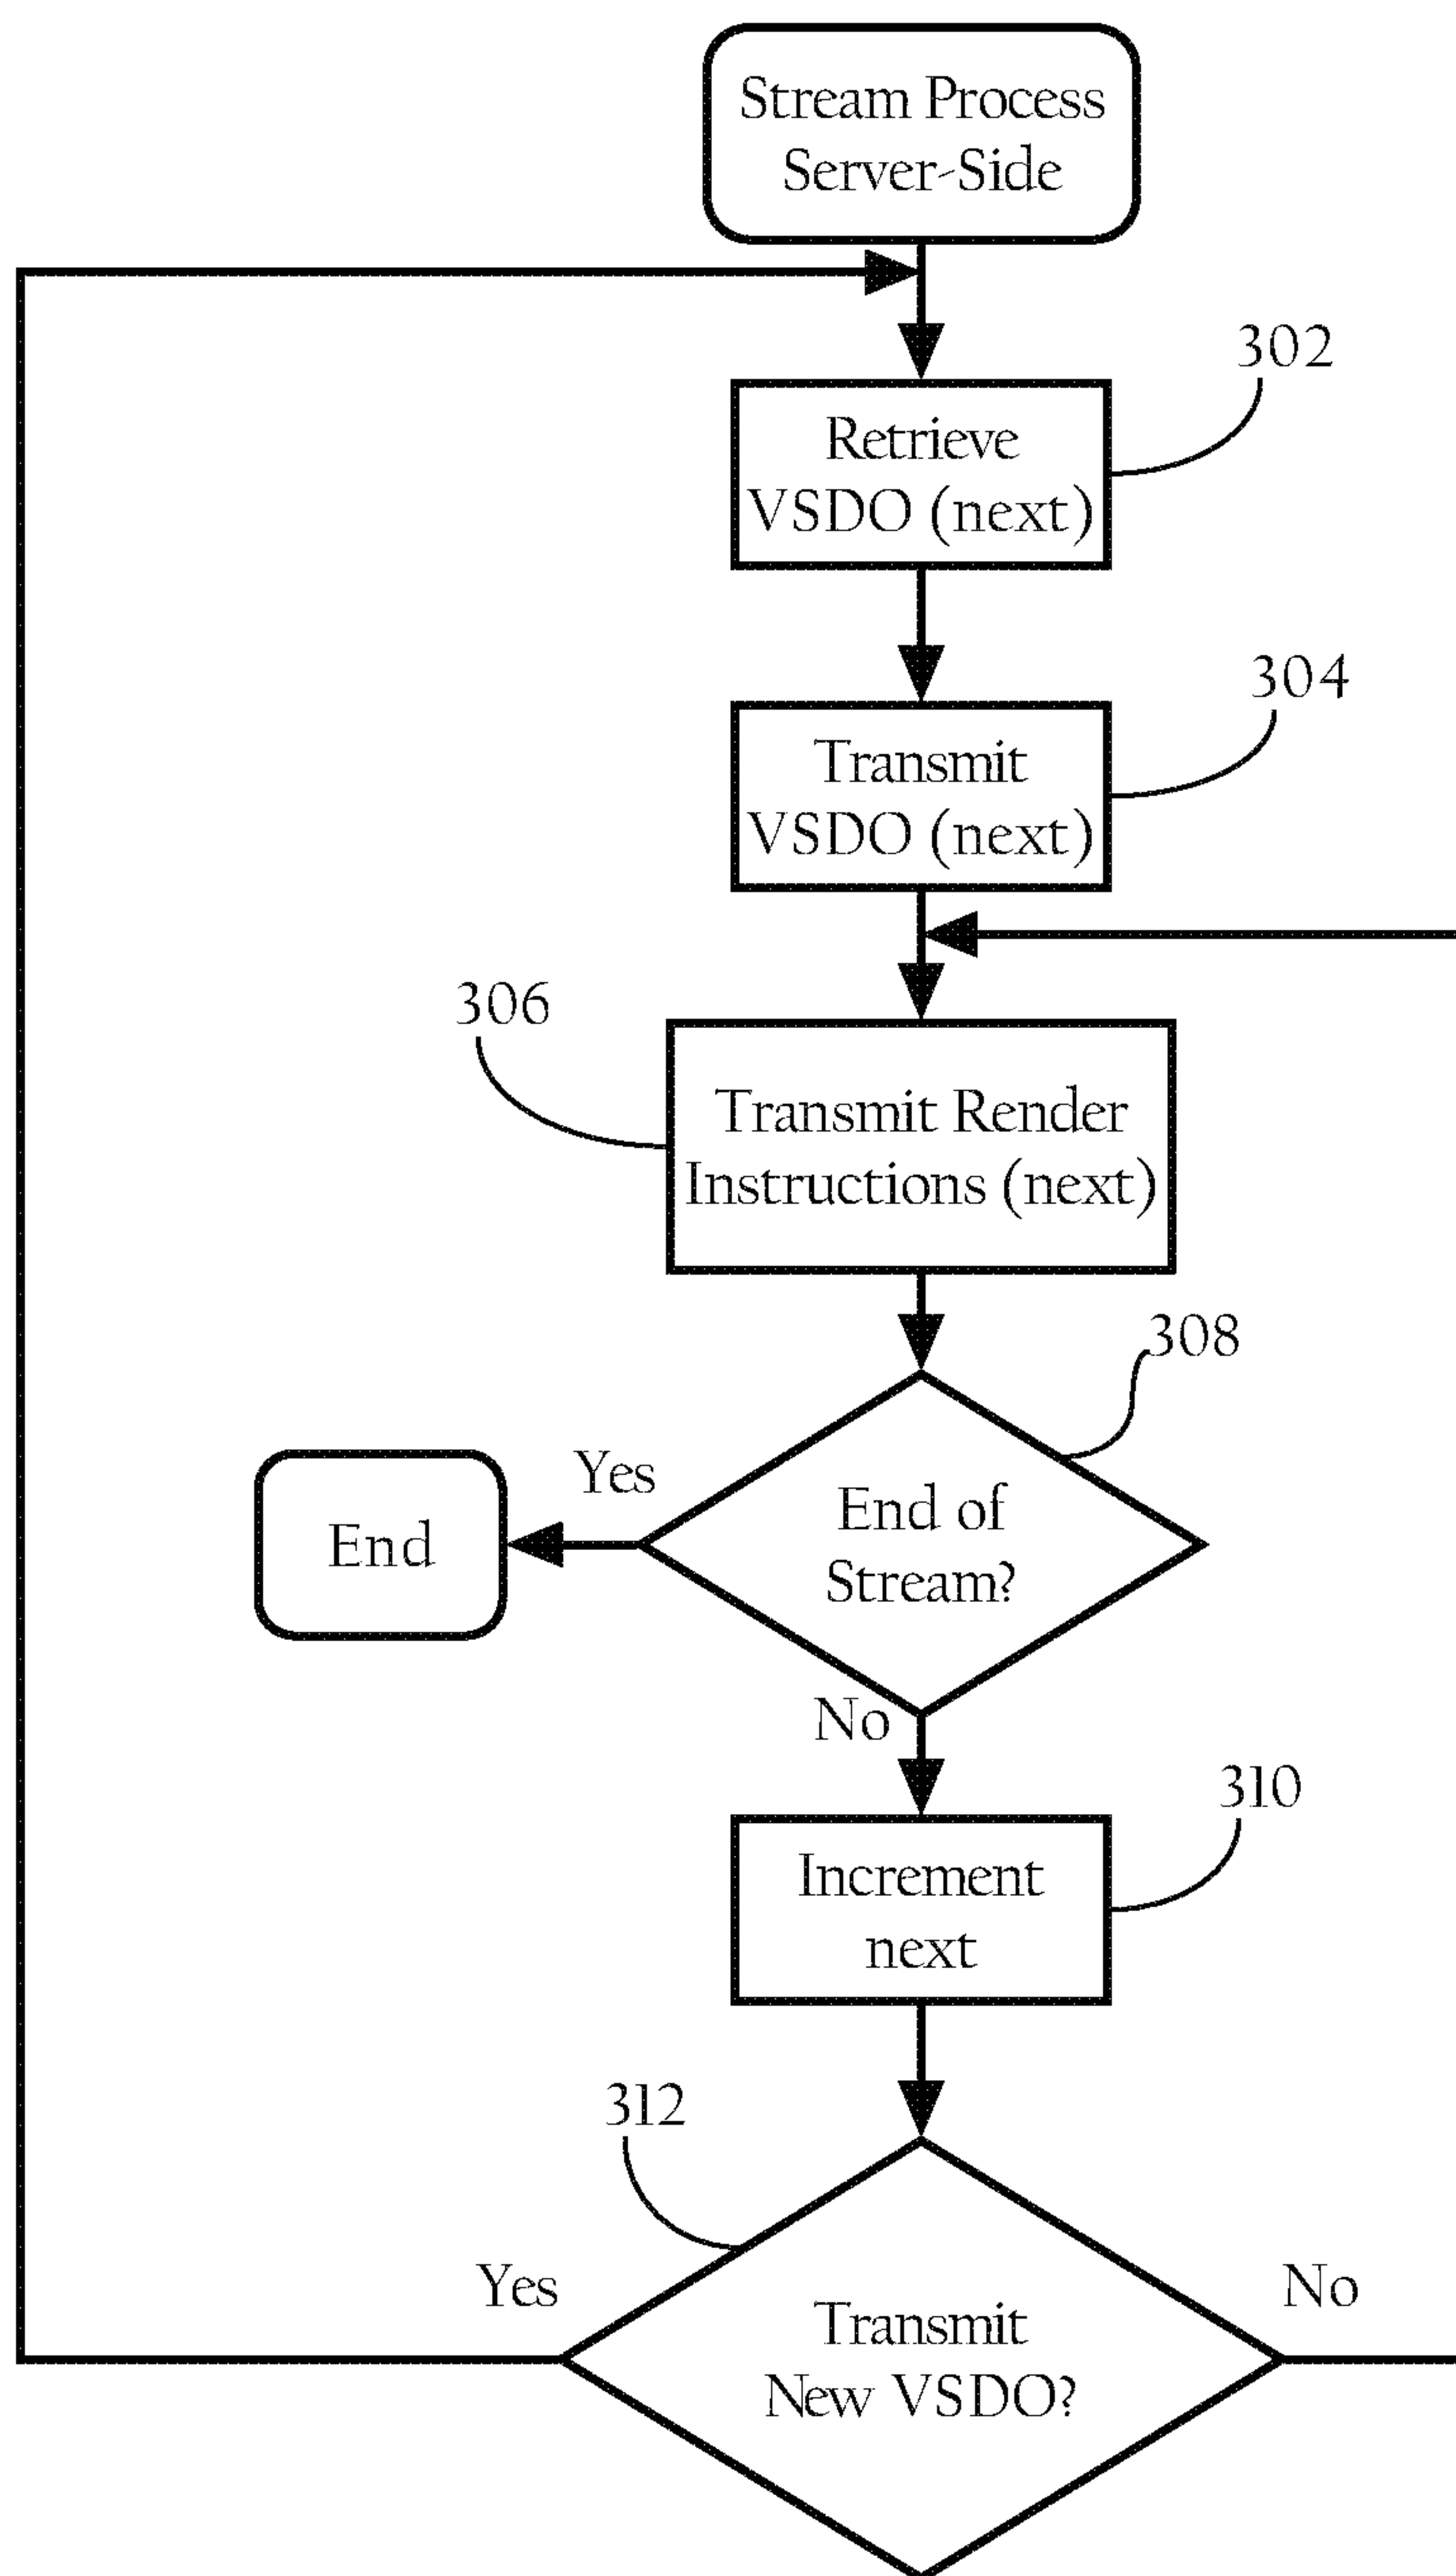 Stream Process
Server-Side
302
Retrieve
VSDO (next)
304
Transmit
VSDO (next)
306
Transmit Render
Instructions (next)
308
Yes
End
End of
Stream?
No
310
Increment
next
312
Yes
No
Transmit
New VSDO?